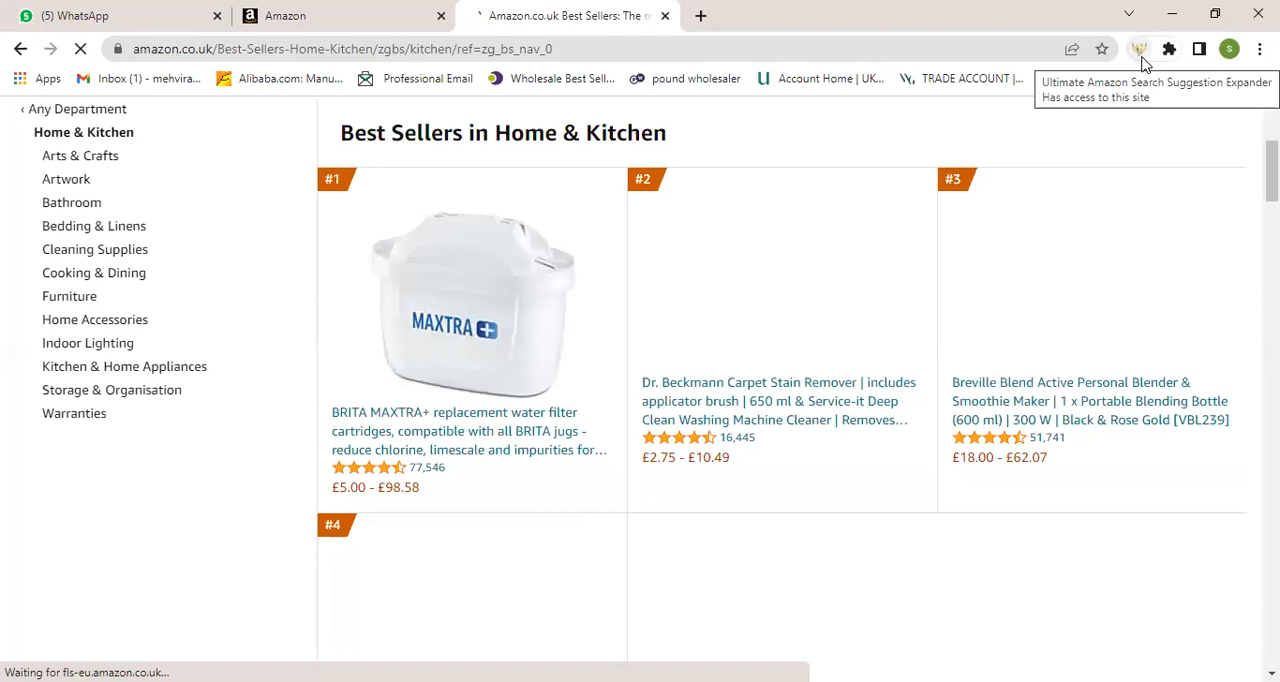 5 WhatsApp
a Amazon
Amazon.co.uk Best Sellers: The m
amazon.co.uk/Best-Sellers-Home-Kitchen/zgbs/kitchen/ref=zg_bs_nav_0
S
Apps
Inbox (1) - mehvira...
Alibaba.com: Manu...
Professional Email
Wholesale Best Sell...
pound wholesaler
Account Home | UK...
TRADE ACCOUNT |...
Ultimate Amazon Search Suggestion Expander
Has access to this site
‹ Any Department
Home & Kitchen
Arts & Crafts
Artwork
Bathroom
Bedding & Linens
Cleaning Supplies
Cooking & Dining
Furniture
Home Accessories
Indoor Lighting
Kitchen & Home Appliances
Storage & Organisation
Warranties
Best Sellers in Home & Kitchen
#1
MAXTRA+
BRITA MAXTRA+ replacement water filter
cartridges, compatible with all BRITA jugs -
reduce chlorine, limescale and impurities for...
77,546
£5.00 - £98.58
#2
Dr. Beckmann Carpet Stain Remover | includes
applicator brush | 650 ml & Service-it Deep
Clean Washing Machine Cleaner | Removes...
16,445
£2.75 - £10.49
#3
Breville Blend Active Personal Blender &
Smoothie Maker | 1 x Portable Blending Bottle
(600 ml) | 300 W | Black & Rose Gold [VBL239]
51,741
£18.00 - £62.07
#4
Waiting for fls-eu.amazon.co.uk...